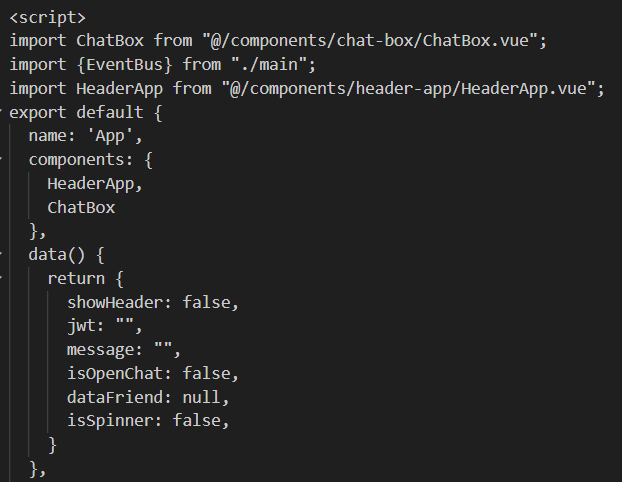 <script>
import ChatBox from "@/components/chat-box/ChatBox.vue";
import {EventBus} from "./main";
import HeaderApp from "@/components/header-app/HeaderApp.vue";
export default {
  name: 'App',
  components: {
    HeaderApp,
    ChatBox
  },
  data() {
    return {
      showHeader: false,
      jwt: "",
      message: "",
      isOpenChat: false,
      dataFriend: null,
      isSpinner: false,
    }
  },